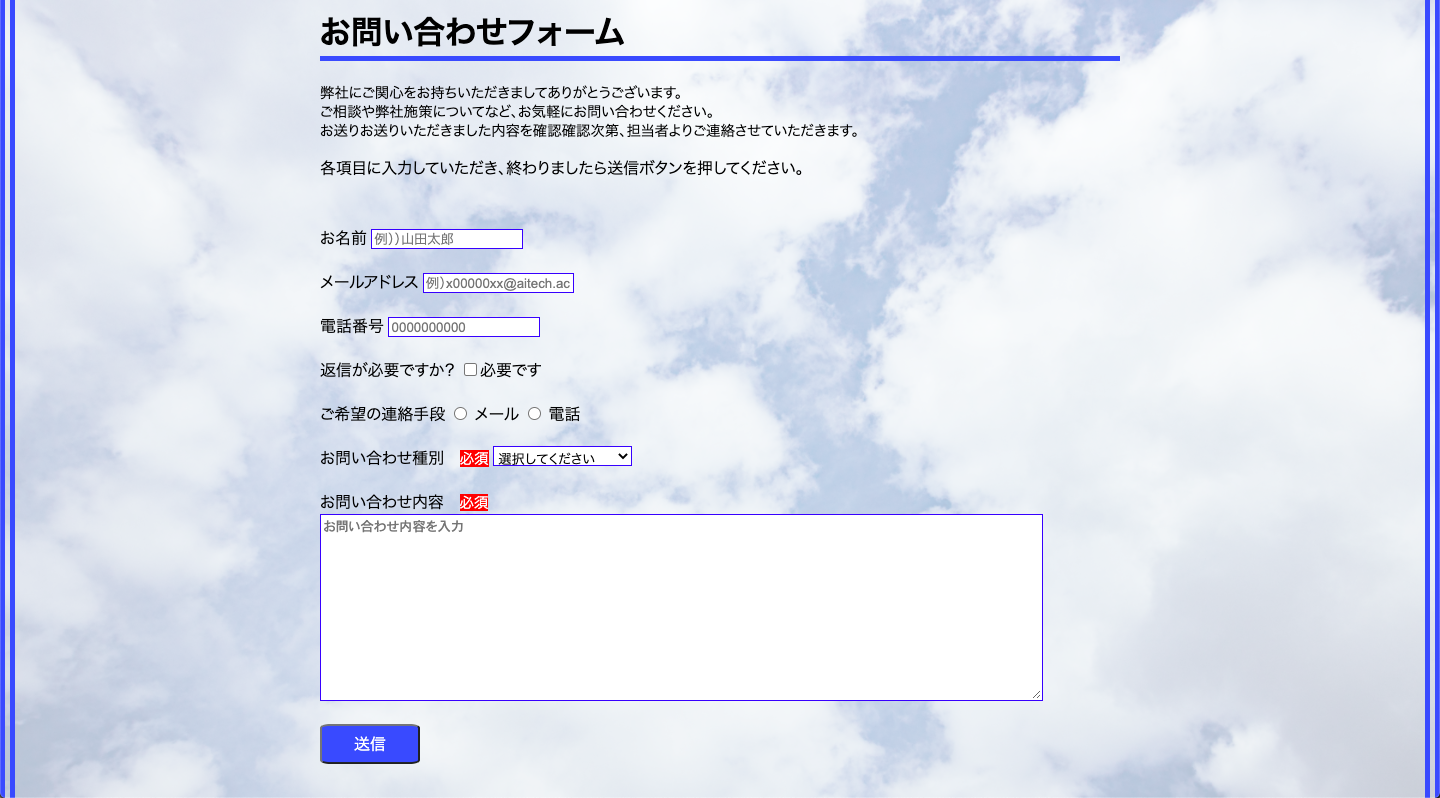 お問い合わせフォーム
弊社にご関心をお持ちいただきましてありがとうございます。
ご相談や弊社施策についてなど、お気軽にお問い合わせください。
お送りお送りいただきました内容を確認確認次第、担当者よりご連絡させていただきます。
各項目に入力していただき、終わりましたら送信ボタンを押してください。
お名前 例））山田太郎
メールアドレス 例）x00000xx@aitech.ac
電話番号 0000000000
返信が必要ですか? 必要です
ご希望の連絡手段 メール 電話
お問い合わせ種別 必須 選択してください
お問い合わせ内容 必須
お問い合わせ内容を入力
送信